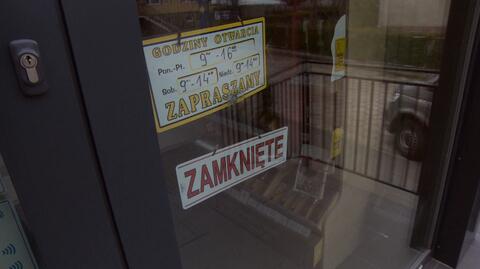 GODZINY OTWARCIA
Pon.-Pt. 9⁰⁰-16⁰⁰
Sob. 9⁰⁰-14⁰⁰ Niedz. 9⁰⁰-14⁰⁰
ZAPRASZAMY
ZAMKNIĘTE